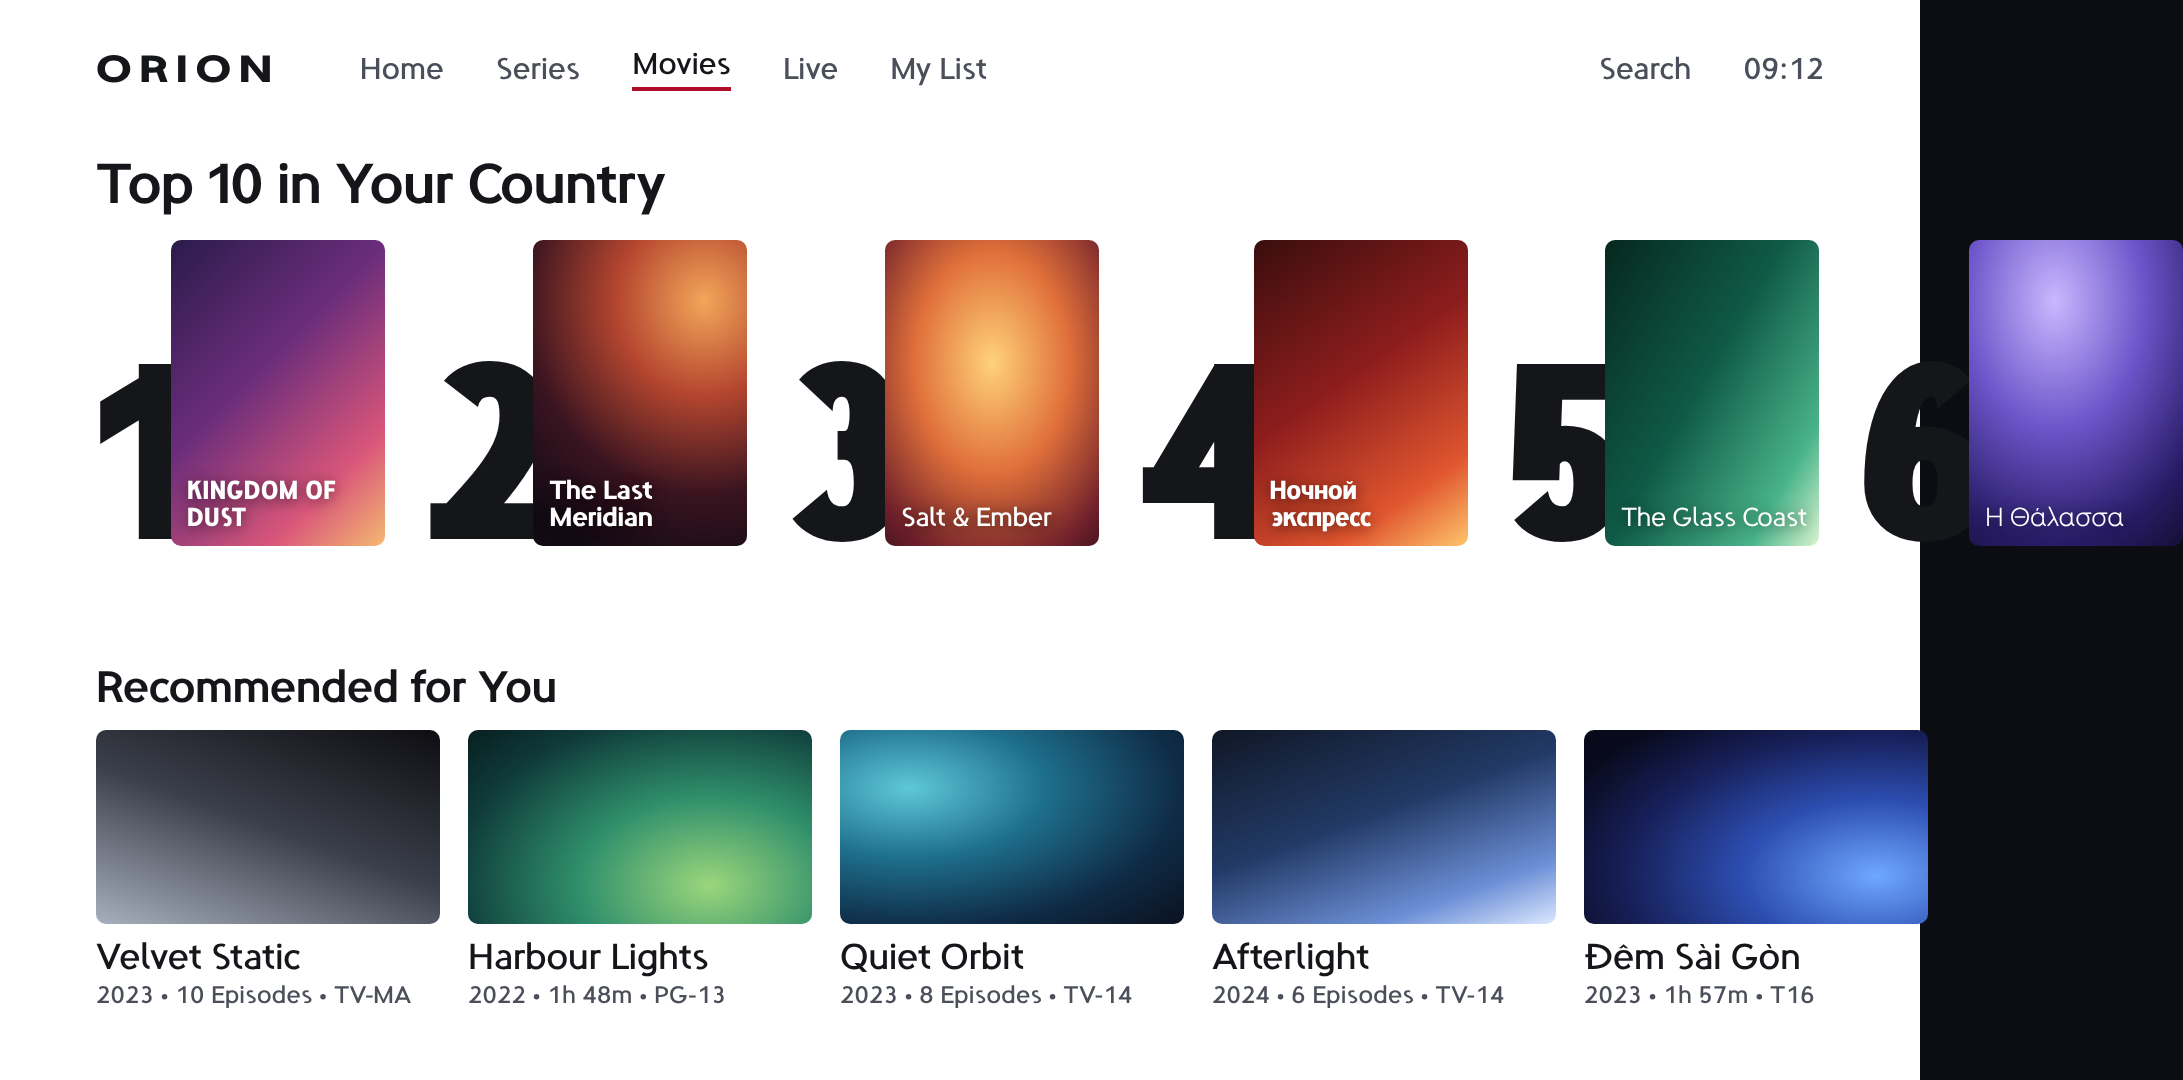 ORION
Home
Series
Movies
Live
My List
Search
09:12
Top 10 in Your Country
1
KINGDOM OF
DUST
2
The Last
Meridian
3
Salt & Ember
4
Ночной
экспресс
5
The Glass Coast
6
Η Θάλασσα
Recommended for You
Velvet Static
2023 • 10 Episodes • TV-MA
Harbour Lights
2022 • 1h 48m • PG-13
Quiet Orbit
2023 • 8 Episodes • TV-14
Afterlight
2024 • 6 Episodes • TV-14
Đêm Sài Gòn
2023 • 1h 57m • T16